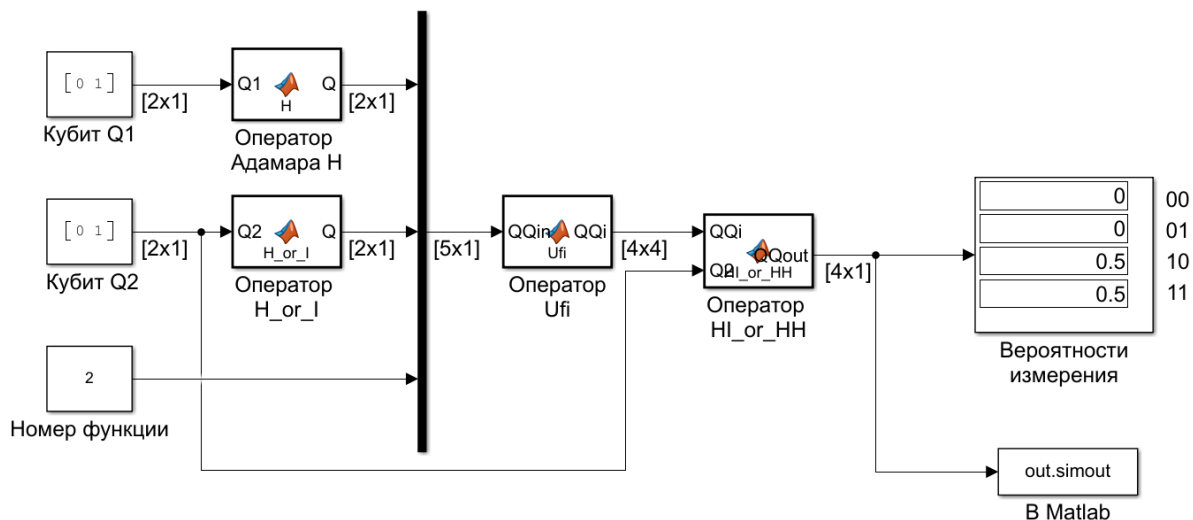 [ 0 1 ]
[2x1]
Кубит Q1
Q1
H
Q
[2x1]
Оператор
Адамара Н
[ 0 1 ]
[2x1]
Кубит Q2
Q2
H_or_I
Q
[2x1]
Оператор
H_or_I
2
Номер функции
[5x1]
QQin
Ufi
QQi
[4x4]
Оператор
Ufi
QQi
Q2
HI_or_HH
QQout
[4x1]
Оператор
HI_or_HH
0
00
0
01
0.5
10
0.5
11
Вероятности
измерения
out.simout
В Matlab